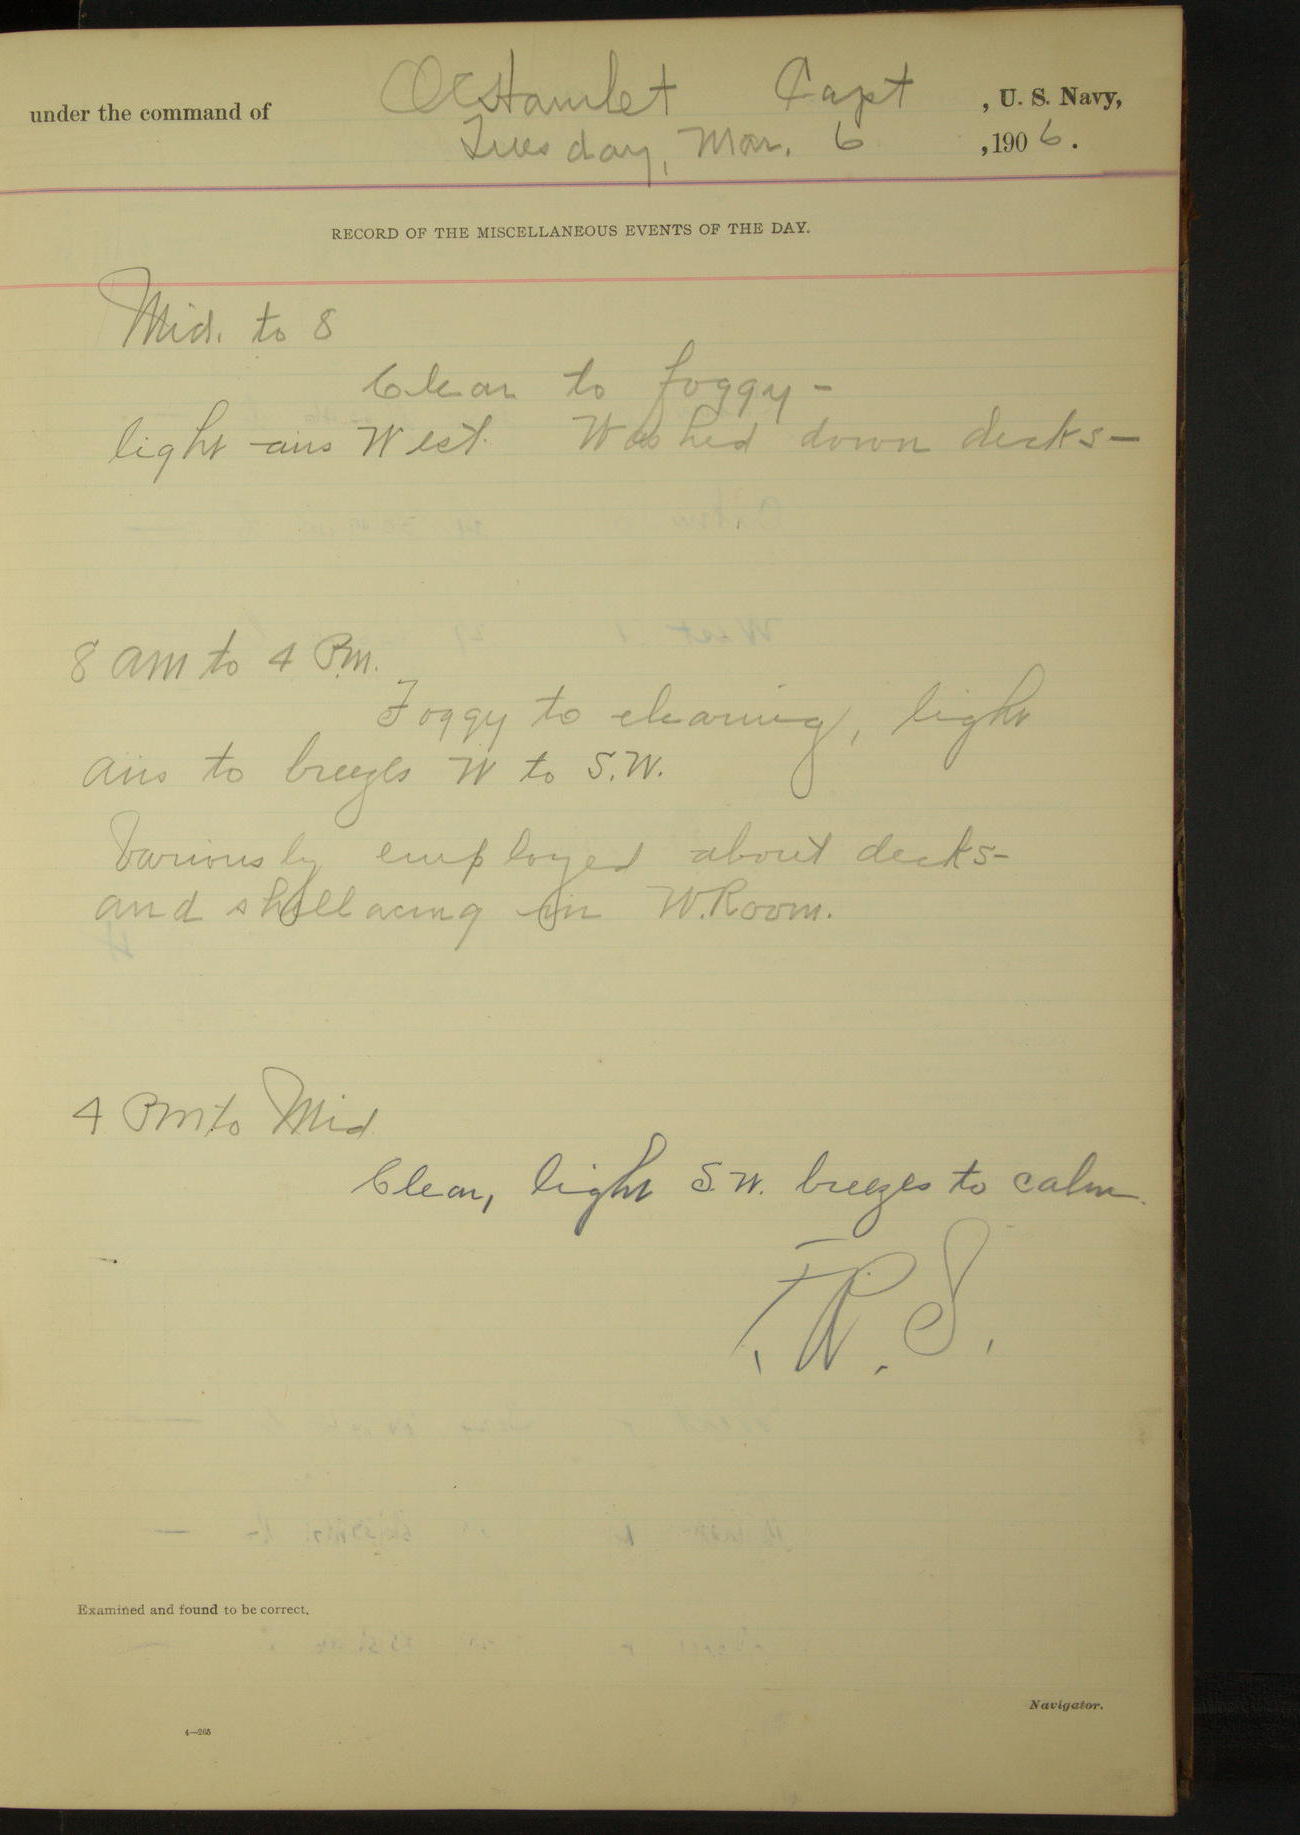 under the command of O C Hamlet Capt , U. S. Navy,
Tuesday, Mar. 6 , 1906.
RECORD OF THE MISCELLANEOUS EVENTS OF THE DAY.
Mid. to 8
Clear to foggy -
light airs West. Washed down decks -
8 am to 4 P.m.
Foggy to clearing, light
airs to breezes W to S.W.
Variously employed about decks -
and shellacing in W.Room.
4 Pm to Mid
Clear, light S.W. breezes to calm.
F.R.S.
Examined and found to be correct.
Navigator.
4—265